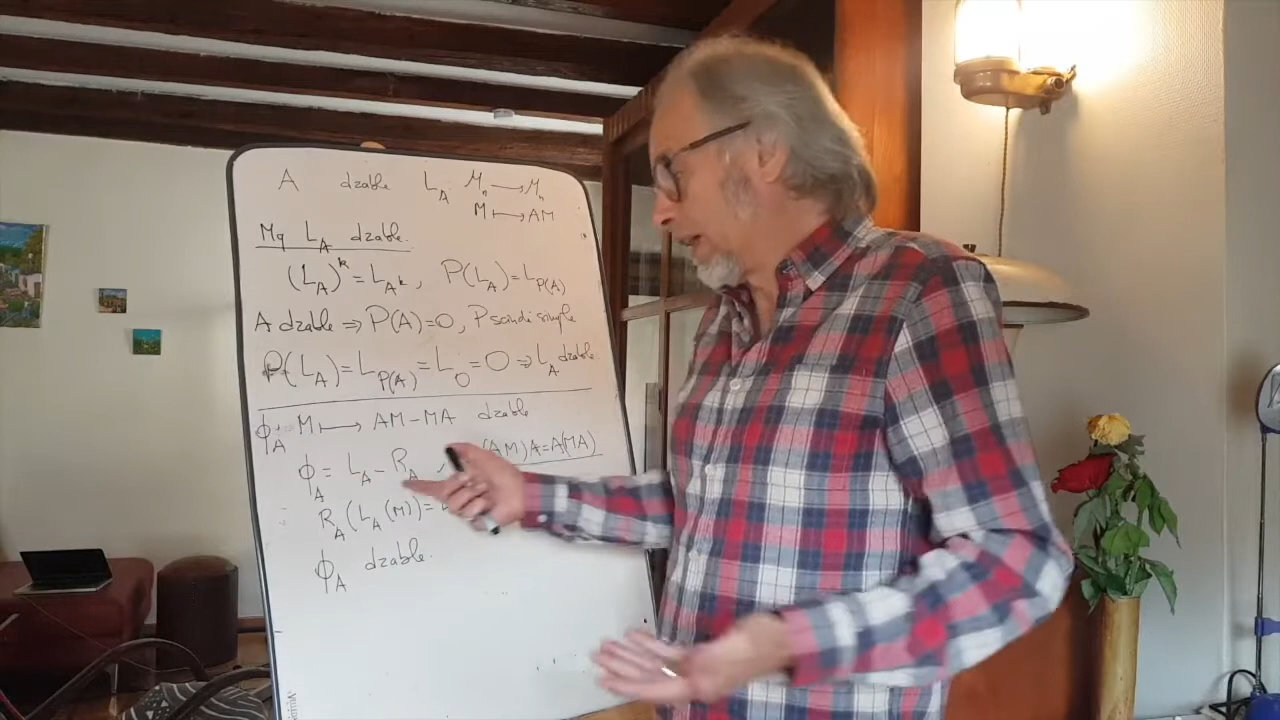 A dzable L_A M_n ⟶ M_n
M ⟼ AM
Mq L_A dzable.
(L_A)^k = L_{A^k}, P(L_A) = L_{P(A)}
A dzable ⇒ P(A)=0, P scindé simple
P(L_A) = L_{P(A)} = L_0 = 0 ⇒ L_A dzable.
ϕ_A: M ⟼ AM-MA dzable
ϕ_A = L_A - R_A, (AM)A=A(MA)
R_A(L_A(M)) =
ϕ_A dzable.